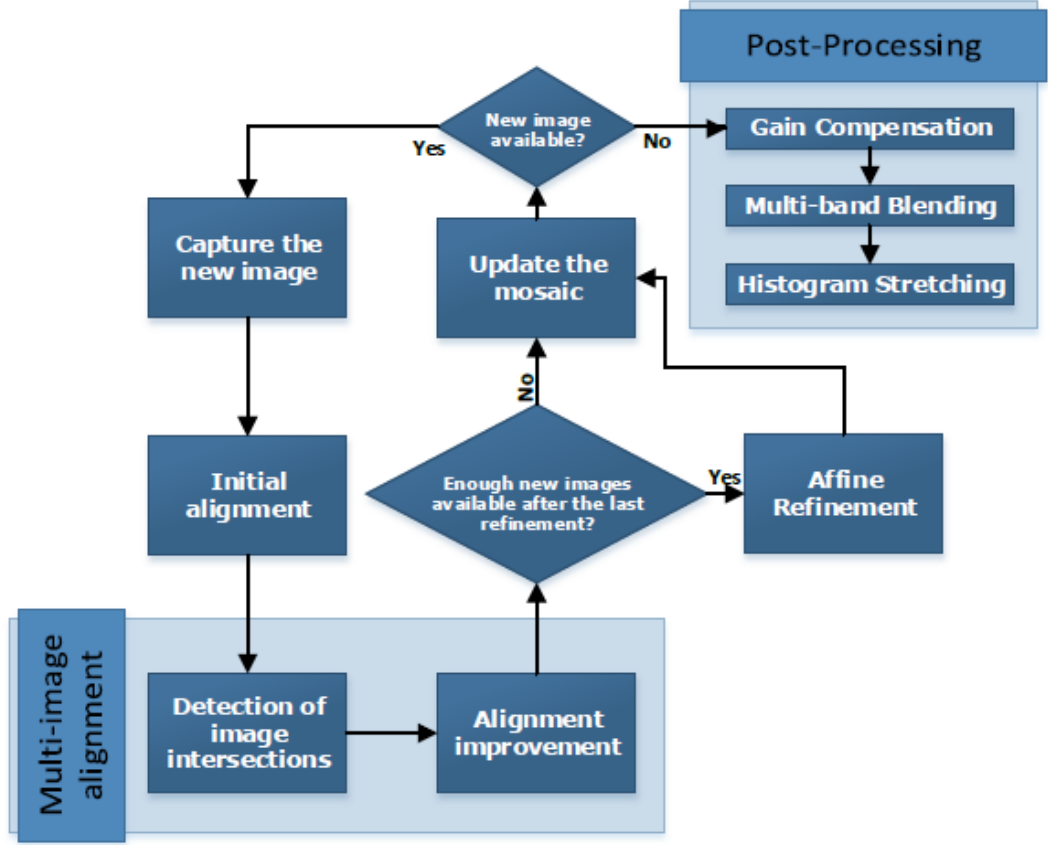 Post-Processing
New image
available?
Yes
No
Gain Compensation
Multi-band Blending
Histogram Stretching
Capture the
new image
Update the
mosaic
No
Initial
alignment
Enough new images
available after the last
refinement?
Yes
Affine
Refinement
Multi-image
alignment
Detection of
image
intersections
Alignment
improvement